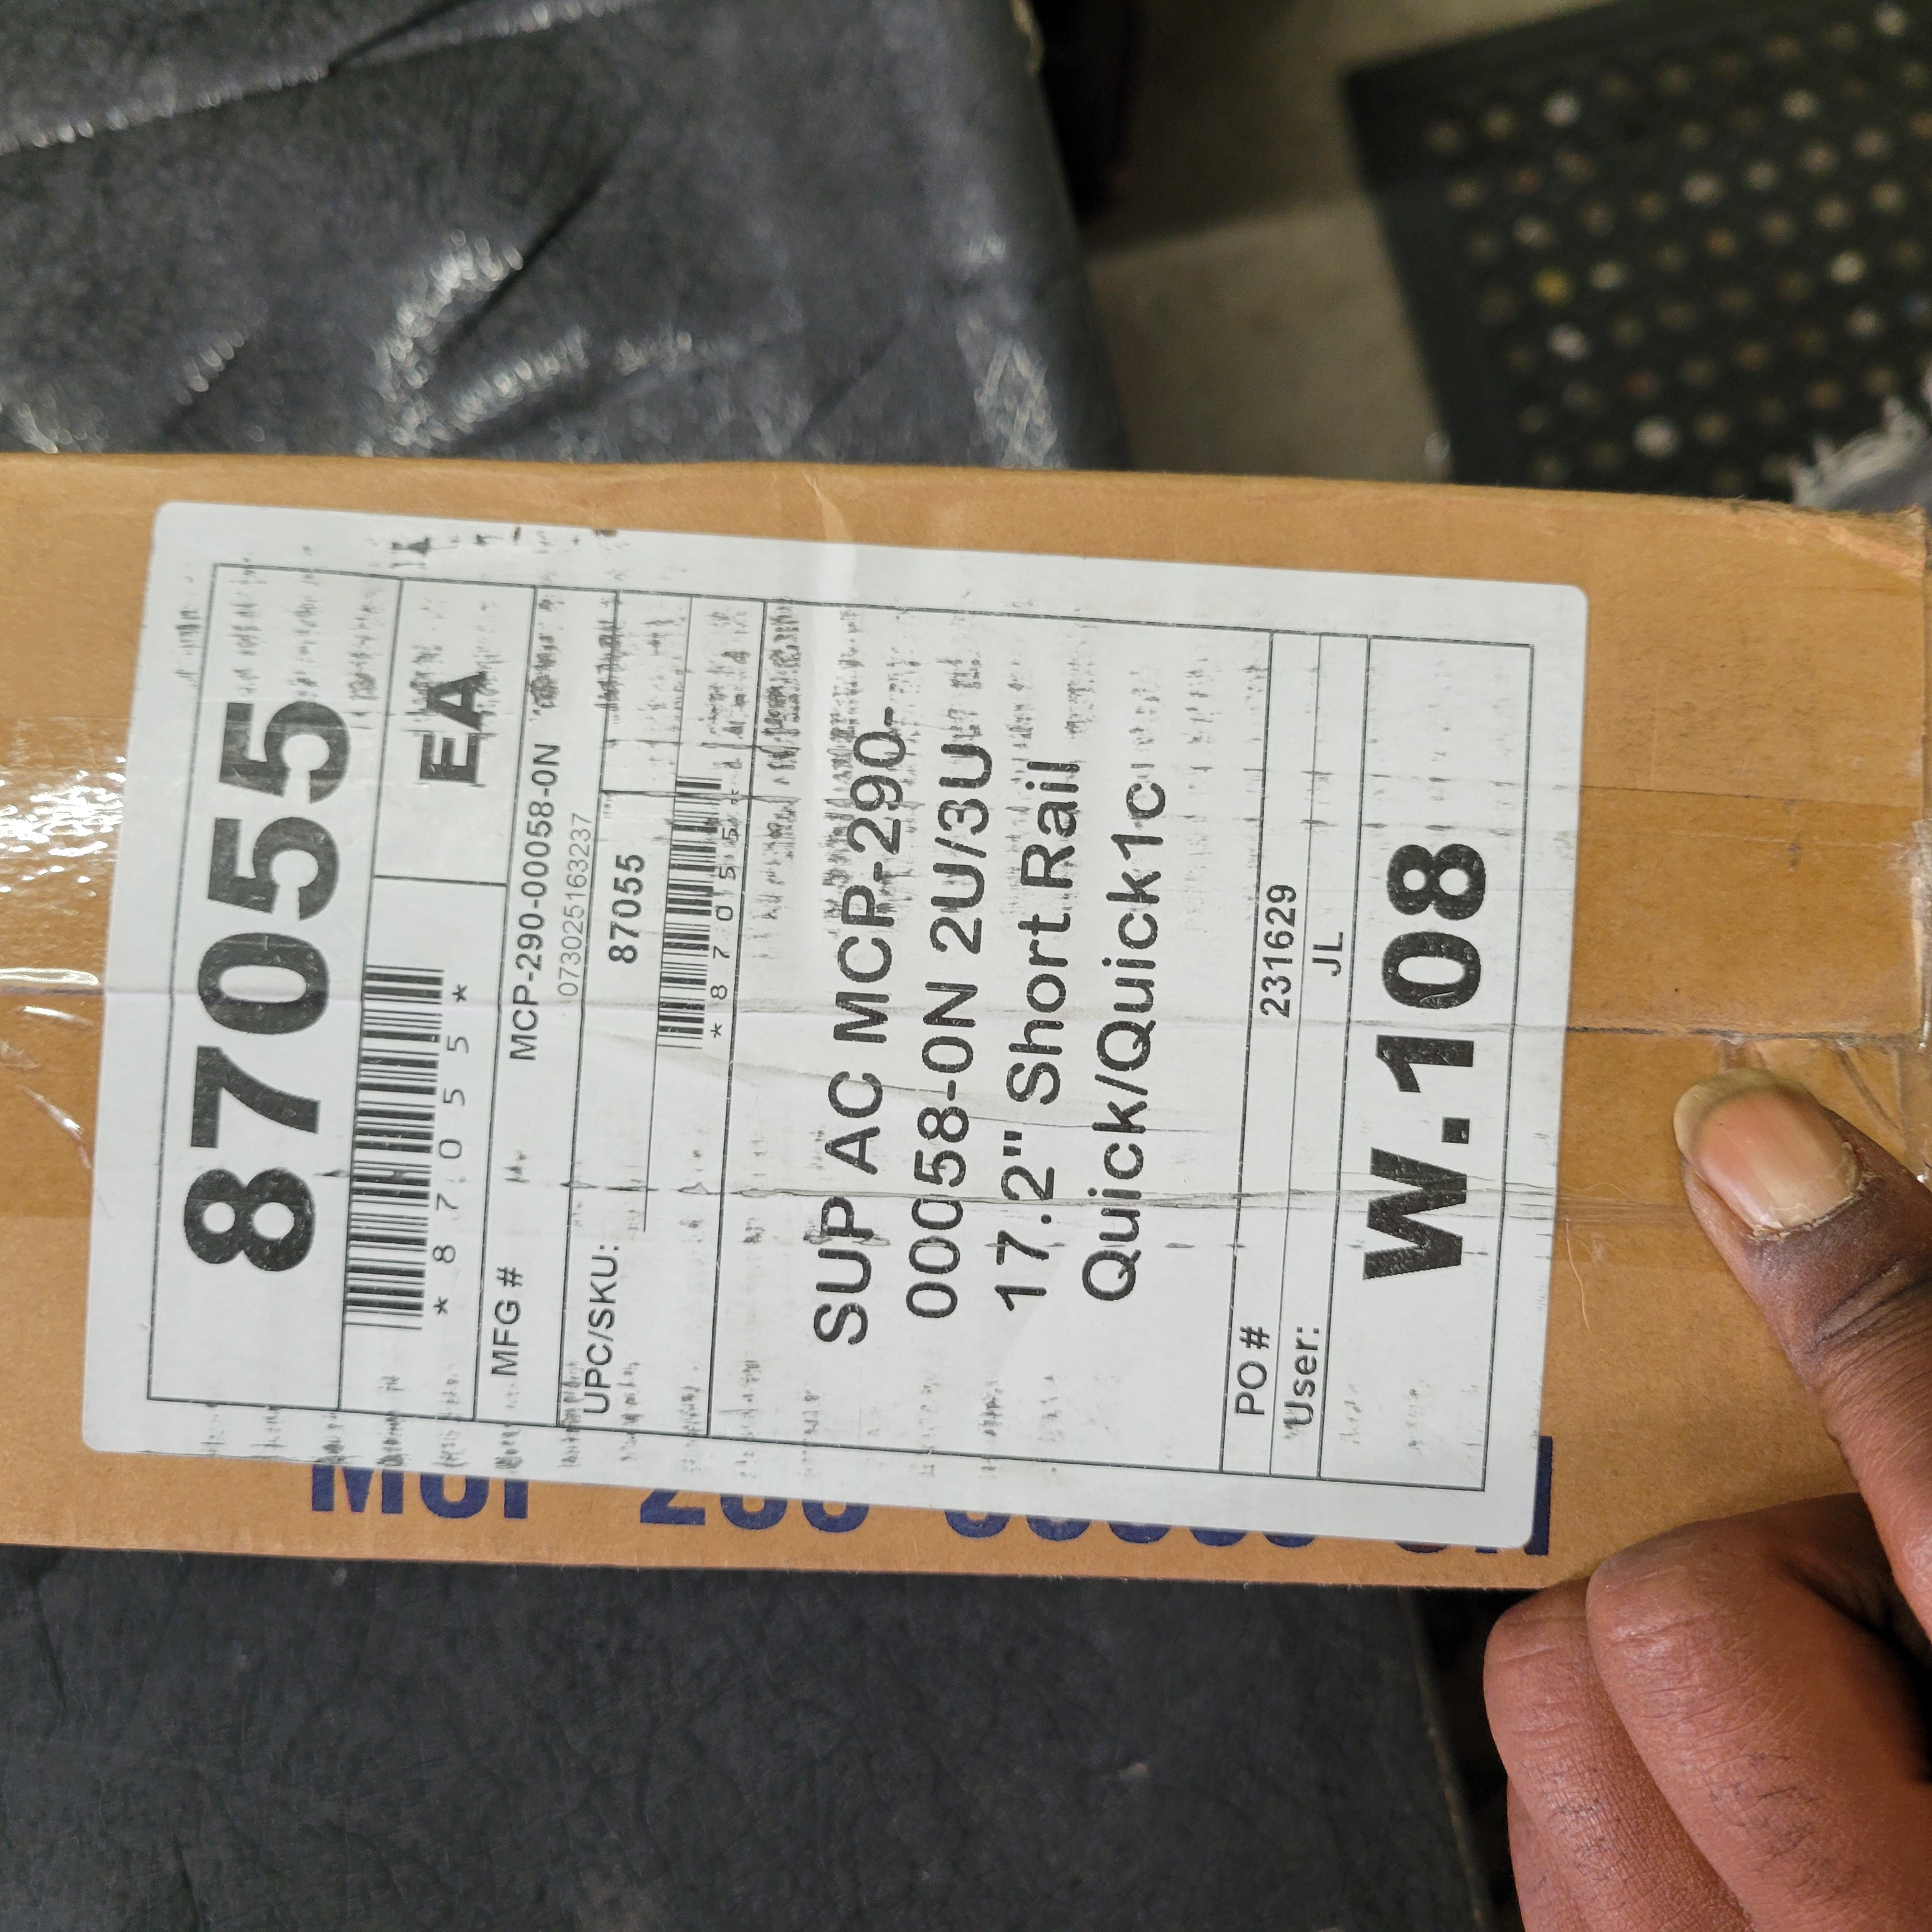 87055
EA
*87055*
MFG # MCP-290-00058-0N
073025163237
UPC/SKU: 87055
*87055*
SUP AC MCP-290-
00058-0N 2U/3U
17.2" Short Rail
Quick/Quick1c
PO # 231629
User: JL
W.108